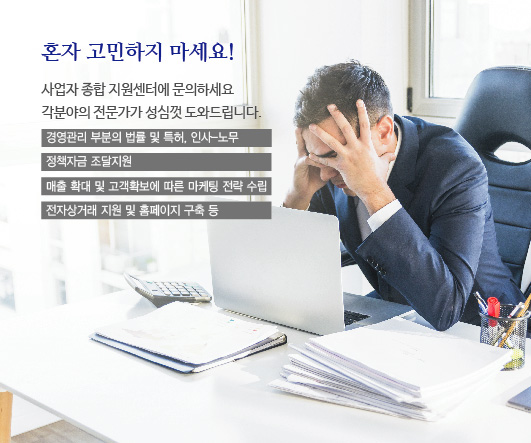 혼자 고민하지 마세요!
사업자 종합 지원센터에 문의하세요
각분야의 전문가가 성심껏 도와드립니다.
경영관리 부분의 법률 및 특허, 인사-노무
정책자금 조달지원
매출 확대 및 고객확보에 따른 마케팅 전략 수립
전자상거래 지원 및 홈페이지 구축 등